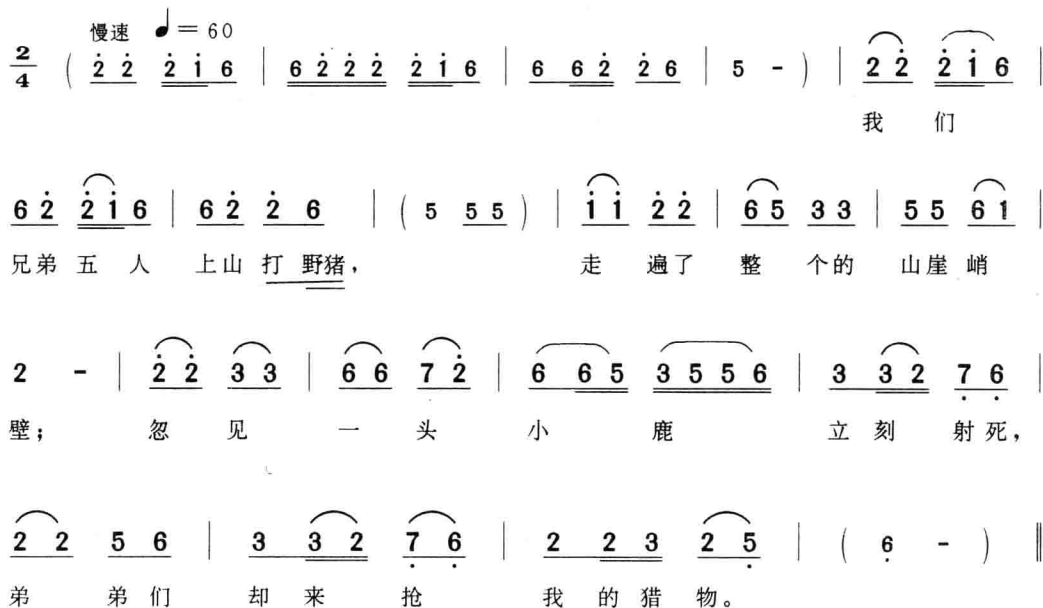 慢速 ♩= 60
2/4 ( 2̇ 2̇ 2̇ 1̇ 6 | 6 2̇ 2̇ 2̇ 2̇ 1̇ 6 | 6 6 2̇ 2̇ 6 | 5 - ) | 2̇ 2̇ 2̇ 1̇ 6 |
我 们
6 2̇ 2̇ 1̇ 6 | 6 2̇ 2̇ 6 | ( 5 5 5 ) | 1̇ 1̇ 2̇ 2̇ | 6 5 3 3 | 5 5 6 1 |
兄弟 五 人 上山 打 野猪， 走 遍了 整 个的 山崖 峭
2 - | 2̇ 2̇ 3 3 | 6 6 7 2̇ | 6 6 5 3 5 5 6 | 3 3 2 7̣ 6̣ |
壁； 忽 见 一 头 小 鹿 立 刻 射 死，
2 2 5 6 | 3 3 2 7̣ 6̣ | 2 2 3 2 5̣ | ( 6̣ - ) ‖
弟 弟 们 却 来 抢 我 的 猎 物。